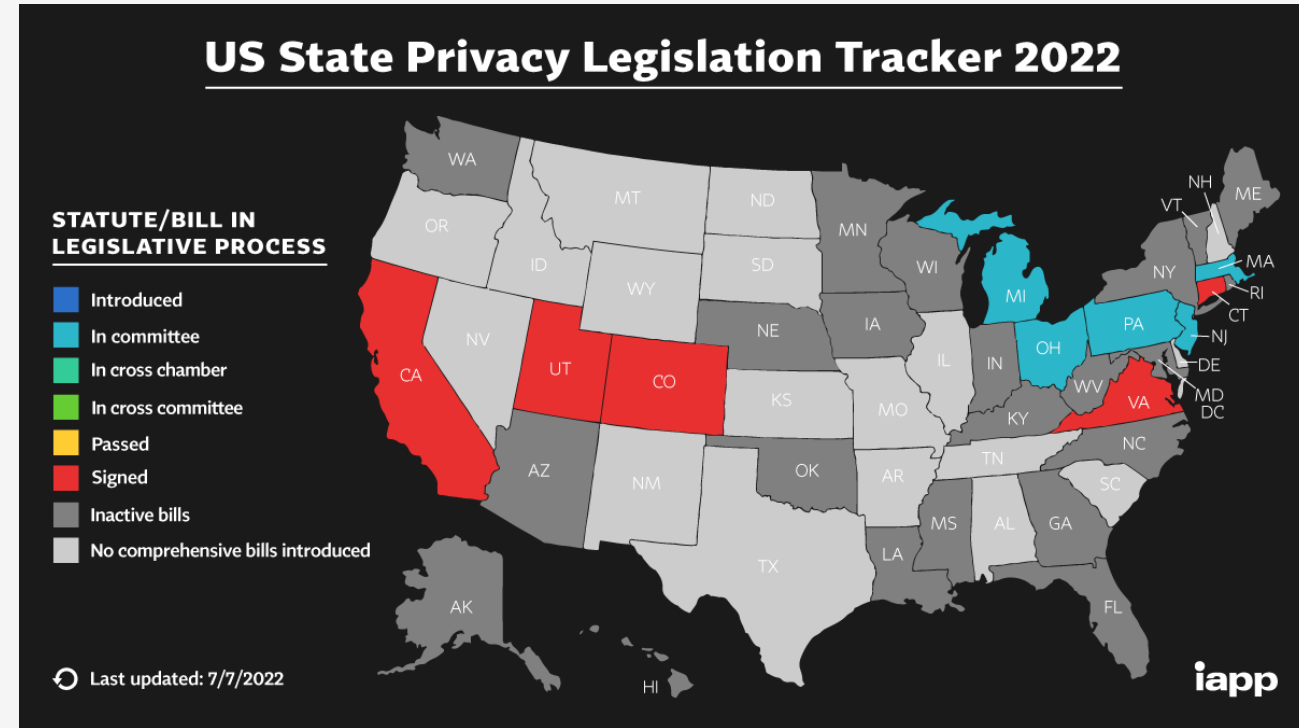 US State Privacy Legislation Tracker 2022
STATUTE/BILL IN
LEGISLATIVE PROCESS
Introduced
In committee
In cross chamber
In cross committee
Passed
Signed
Inactive bills
No comprehensive bills introduced
Last updated: 7/7/2022
WA
OR
MT
ID
WY
ND
SD
NE
MN
WI
IA
MI
IL
IN
OH
PA
NY
VT
NH
ME
MA
RI
CT
NJ
DE
MD
DC
CA
NV
UT
CO
KS
MO
KY
WV
VA
NC
TN
SC
AZ
NM
OK
AR
TX
LA
MS
AL
GA
FL
AK
HI
iapp